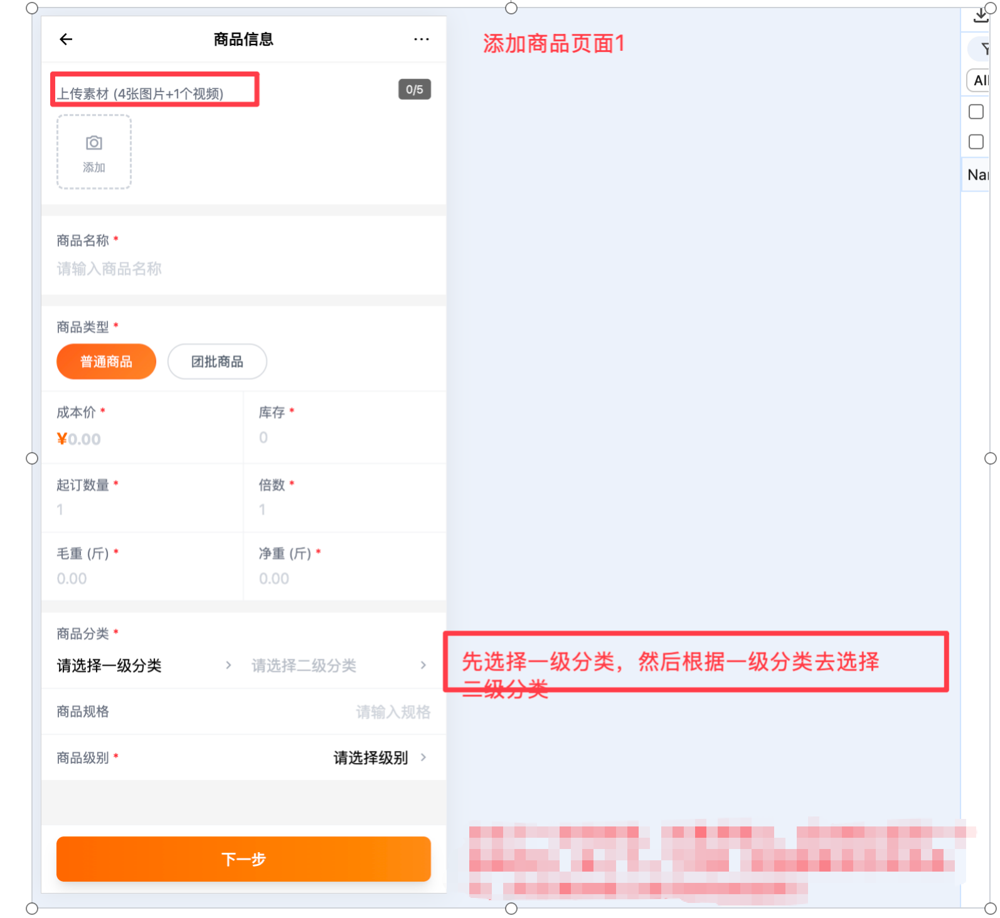 商品信息
添加商品页面1
上传素材 (4张图片+1个视频)
0/5
All
添加
Nar
商品名称 *
请输入商品名称
商品类型 *
普通商品 团批商品
成本价 * 库存 *
¥0.00 0
起订数量 * 倍数 *
1 1
毛重 (斤) * 净重 (斤) *
0.00 0.00
商品分类 *
请选择一级分类 请选择二级分类
先选择一级分类，然后根据一级分类去选择
二级分类
商品规格 请输入规格
商品级别 * 请选择级别
下一步